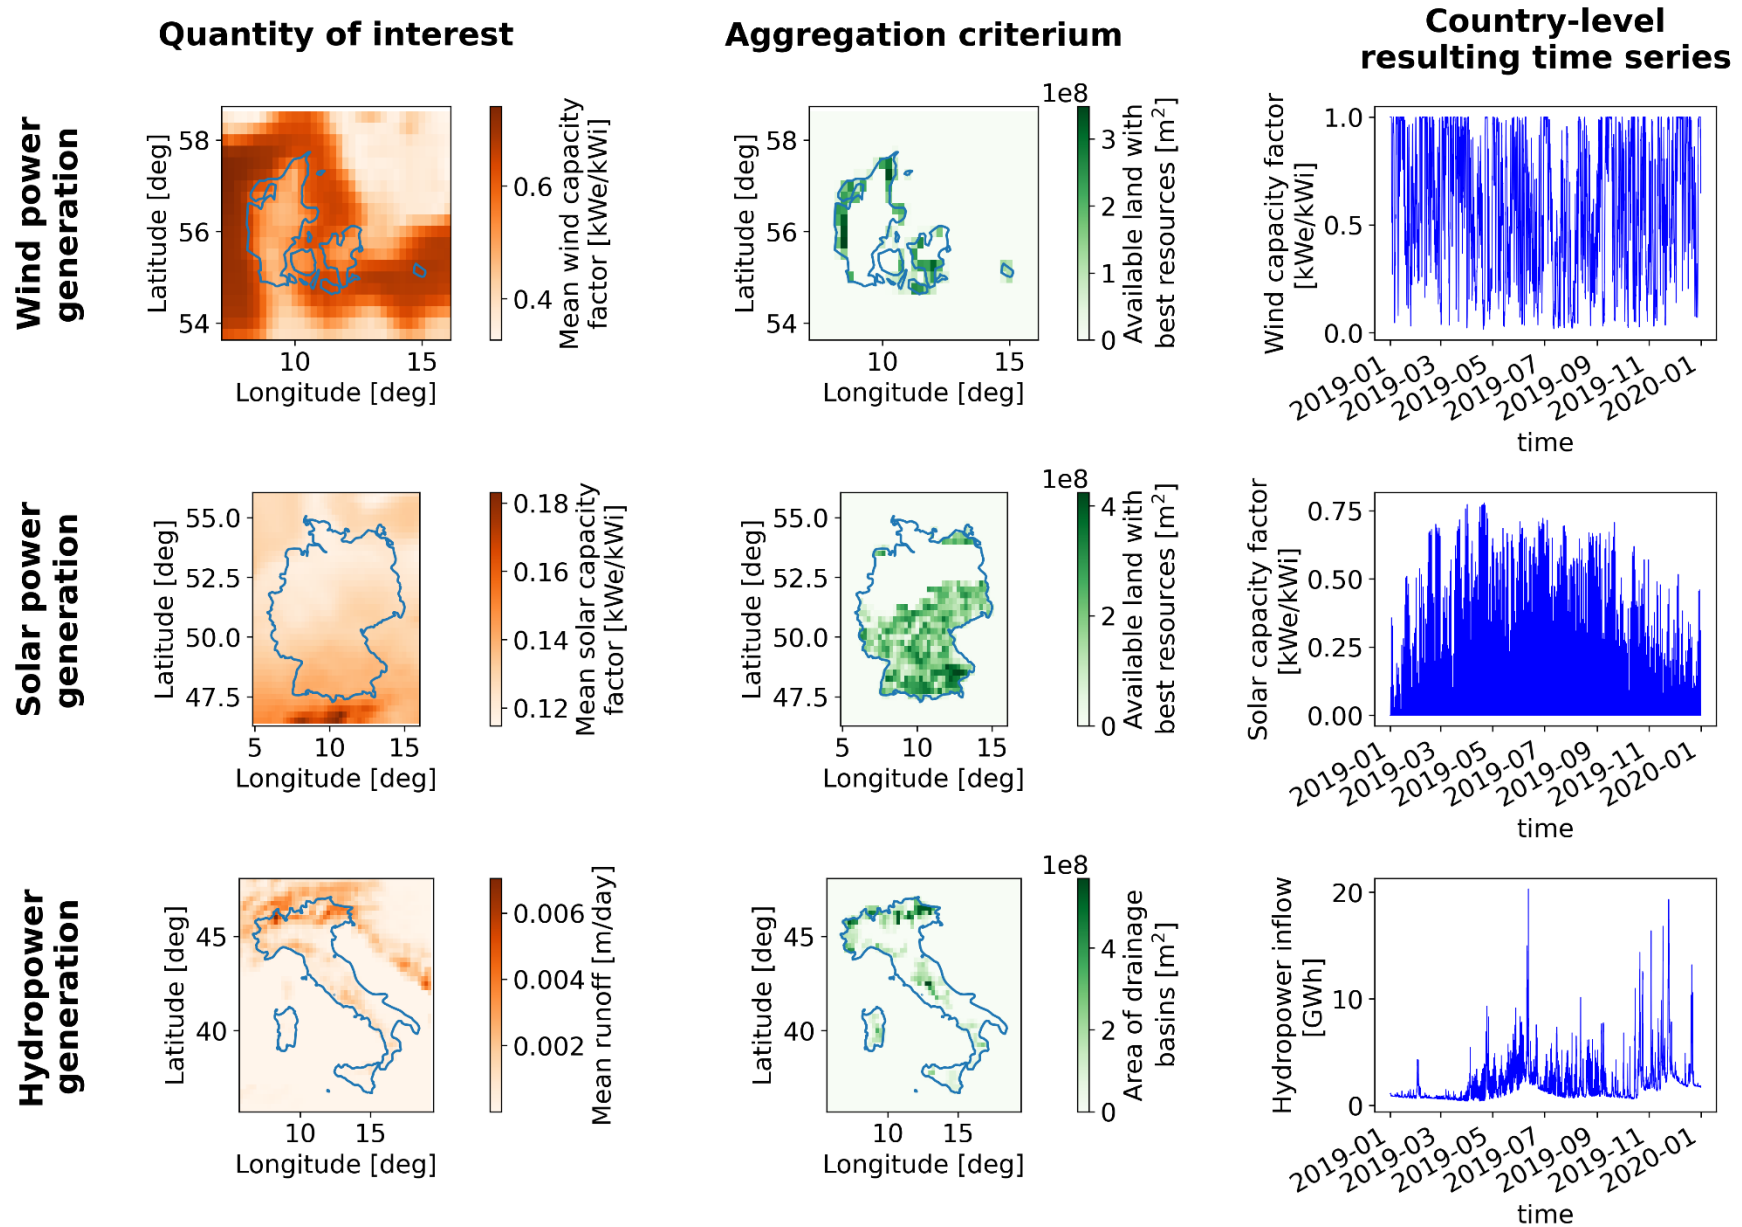 Quantity of interest
Aggregation criterium
Country-level
resulting time series
Wind power
generation
58
56
54
10
15
Latitude [deg]
Longitude [deg]
0.6
0.4
Mean wind capacity
factor [kWe/kWi]
58
56
54
10
15
Latitude [deg]
Longitude [deg]
1e8
3
2
1
0
Available land with
best resources [m²]
1.0
0.5
0.0
Wind capacity factor
[kWe/kWi]
2019-01
2019-03
2019-05
2019-07
2019-09
2019-11
2020-01
time
Solar power
generation
55.0
52.5
50.0
47.5
5
10
15
Latitude [deg]
Longitude [deg]
0.18
0.16
0.14
0.12
Mean solar capacity
factor [kWe/kWi]
55.0
52.5
50.0
47.5
5
10
15
Latitude [deg]
Longitude [deg]
1e8
4
2
0
Available land with
best resources [m²]
0.75
0.50
0.25
0.00
Solar capacity factor
[kWe/kWi]
2019-01
2019-03
2019-05
2019-07
2019-09
2019-11
2020-01
time
Hydropower
generation
45
40
10
15
Latitude [deg]
Longitude [deg]
0.006
0.004
0.002
Mean runoff [m/day]
45
40
10
15
Latitude [deg]
Longitude [deg]
1e8
4
2
0
Area of drainage
basins [m²]
20
10
0
Hydropower inflow
[GWh]
2019-01
2019-03
2019-05
2019-07
2019-09
2019-11
2020-01
time